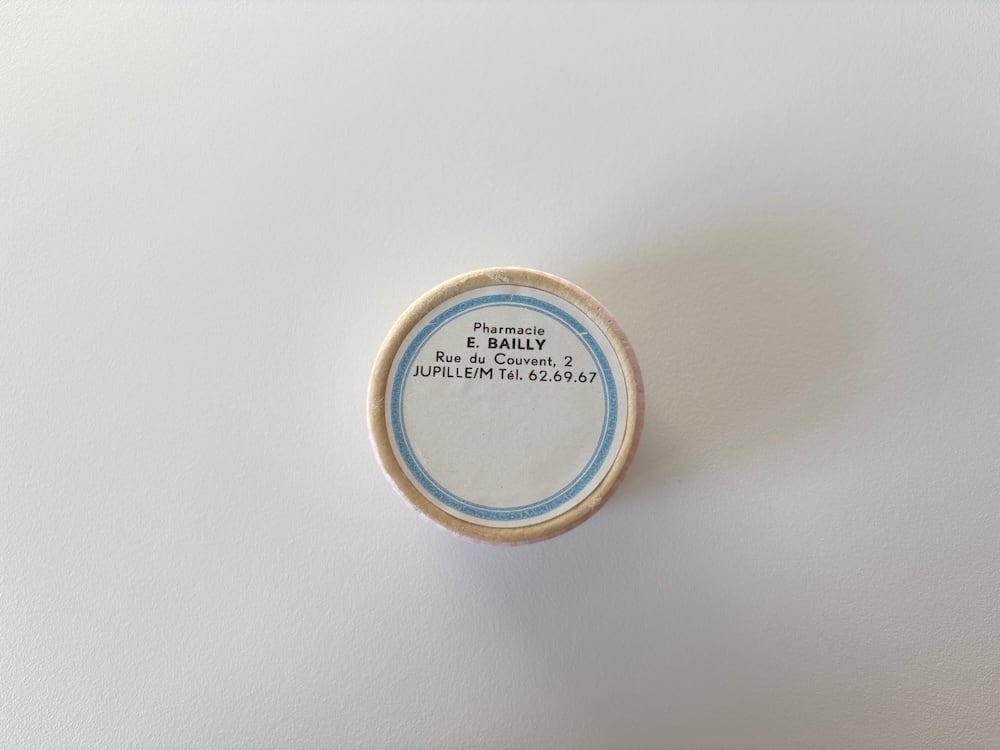 Pharmacie
E. BAILLY
Rue du Couvent, 2
JUPILLE/M Tél. 62.69.67